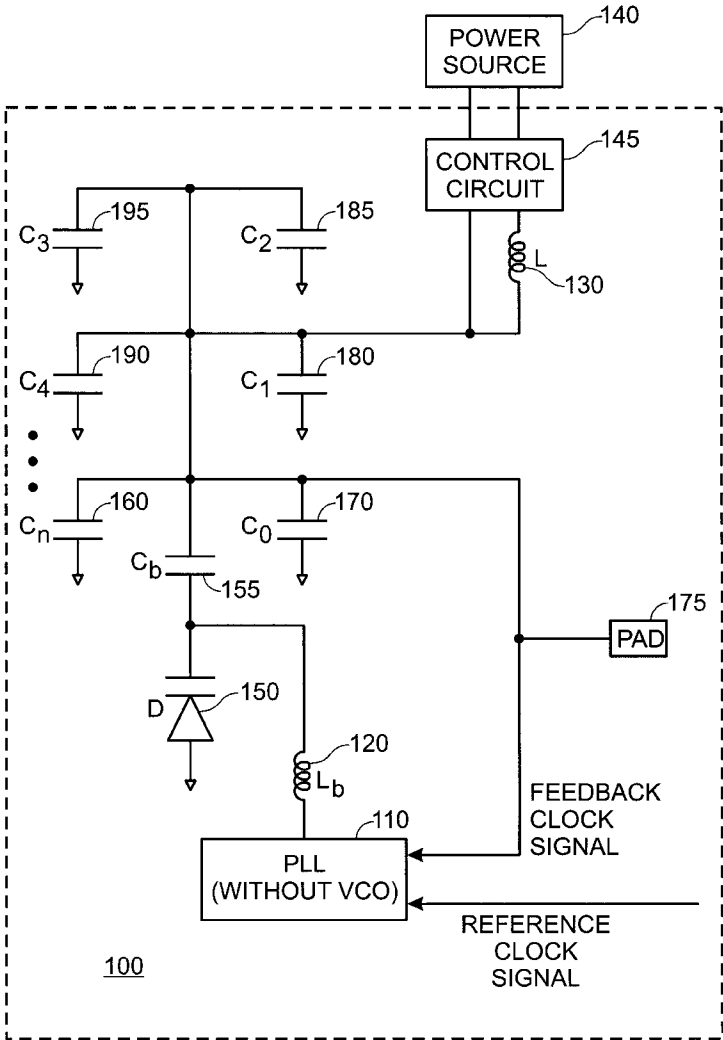 140
POWER
SOURCE
145
CONTROL
CIRCUIT
195
C3
185
C2
L
130
190
C4
180
C1
160
Cn
170
C0
Cb
155
175
PAD
150
D
120
Lb
110
FEEDBACK
CLOCK
SIGNAL
PLL
(WITHOUT VCO)
REFERENCE
CLOCK
SIGNAL
100